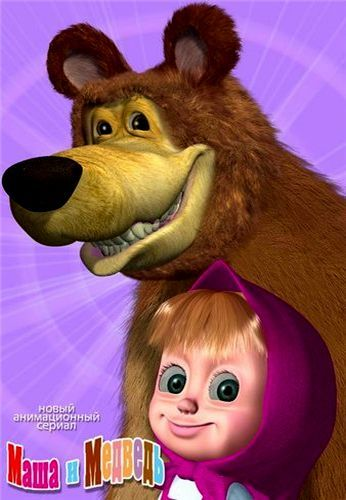 новый
анимационный
сериал
Маша и Медведь